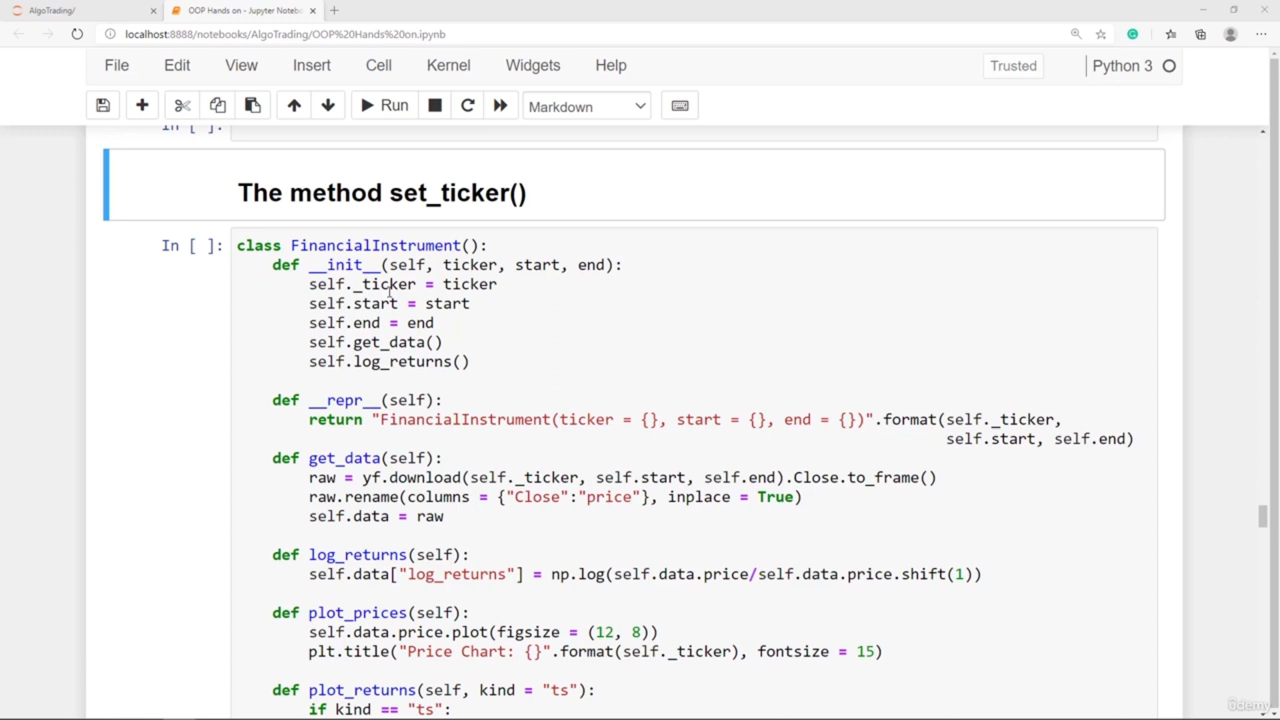 AlgoTrading/
OOP Hands on - Jupyter Notebo
localhost:8888/notebooks/AlgoTrading/OOP%20Hands%20on.ipynb
File Edit View Insert Cell Kernel Widgets Help Trusted Python 3
Run Markdown
In [ ]:
The method set_ticker()
In [ ]:
class FinancialInstrument():
    def __init__(self, ticker, start, end):
        self._ticker = ticker
        self.start = start
        self.end = end
        self.get_data()
        self.log_returns()
    def __repr__(self):
        return "FinancialInstrument(ticker = {}, start = {}, end = {})".format(self._ticker,
                                                                       self.start, self.end)
    def get_data(self):
        raw = yf.download(self._ticker, self.start, self.end).Close.to_frame()
        raw.rename(columns = {"Close":"price"}, inplace = True)
        self.data = raw
    def log_returns(self):
        self.data["log_returns"] = np.log(self.data.price/self.data.price.shift(1))
    def plot_prices(self):
        self.data.price.plot(figsize = (12, 8))
        plt.title("Price Chart: {}".format(self._ticker), fontsize = 15)
    def plot_returns(self, kind = "ts"):
        if kind == "ts":
ûdemy